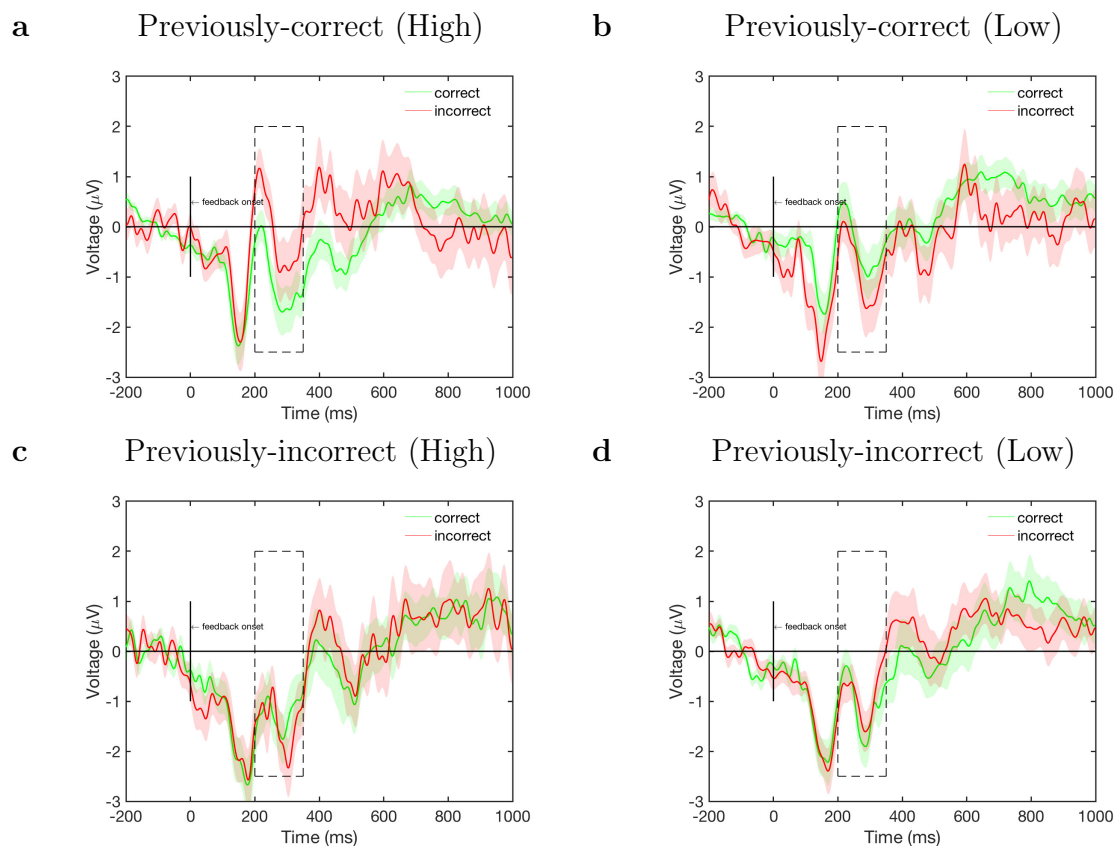 a Previously-correct (High)
3
2
1
0
-1
-2
-3
Voltage (μV)
correct
incorrect
← feedback onset
-200 0 200 400 600 800 1000
Time (ms)
b Previously-correct (Low)
3
2
1
0
-1
-2
-3
Voltage (μV)
correct
incorrect
← feedback onset
-200 0 200 400 600 800 1000
Time (ms)
c Previously-incorrect (High)
3
2
1
0
-1
-2
-3
Voltage (μV)
correct
incorrect
← feedback onset
-200 0 200 400 600 800 1000
Time (ms)
d Previously-incorrect (Low)
3
2
1
0
-1
-2
-3
Voltage (μV)
correct
incorrect
← feedback onset
-200 0 200 400 600 800 1000
Time (ms)